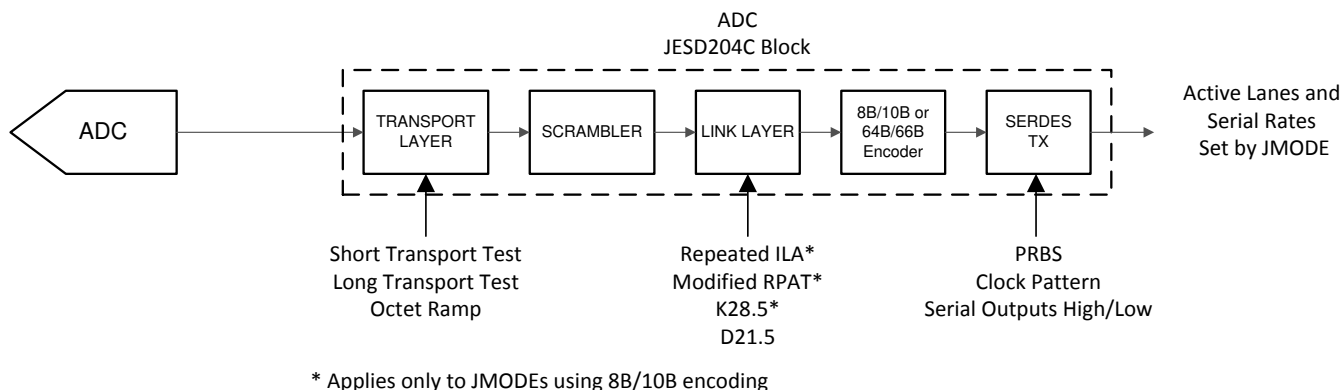 ADC
JESD204C Block
ADC
TRANSPORT
LAYER
SCRAMBLER
LINK LAYER
8B/10B or
64B/66B
Encoder
SERDES
TX
Active Lanes and
Serial Rates
Set by JMODE
Short Transport Test
Long Transport Test
Octet Ramp
Repeated ILA*
Modified RPAT*
K28.5*
D21.5
PRBS
Clock Pattern
Serial Outputs High/Low
* Applies only to JMODEs using 8B/10B encoding